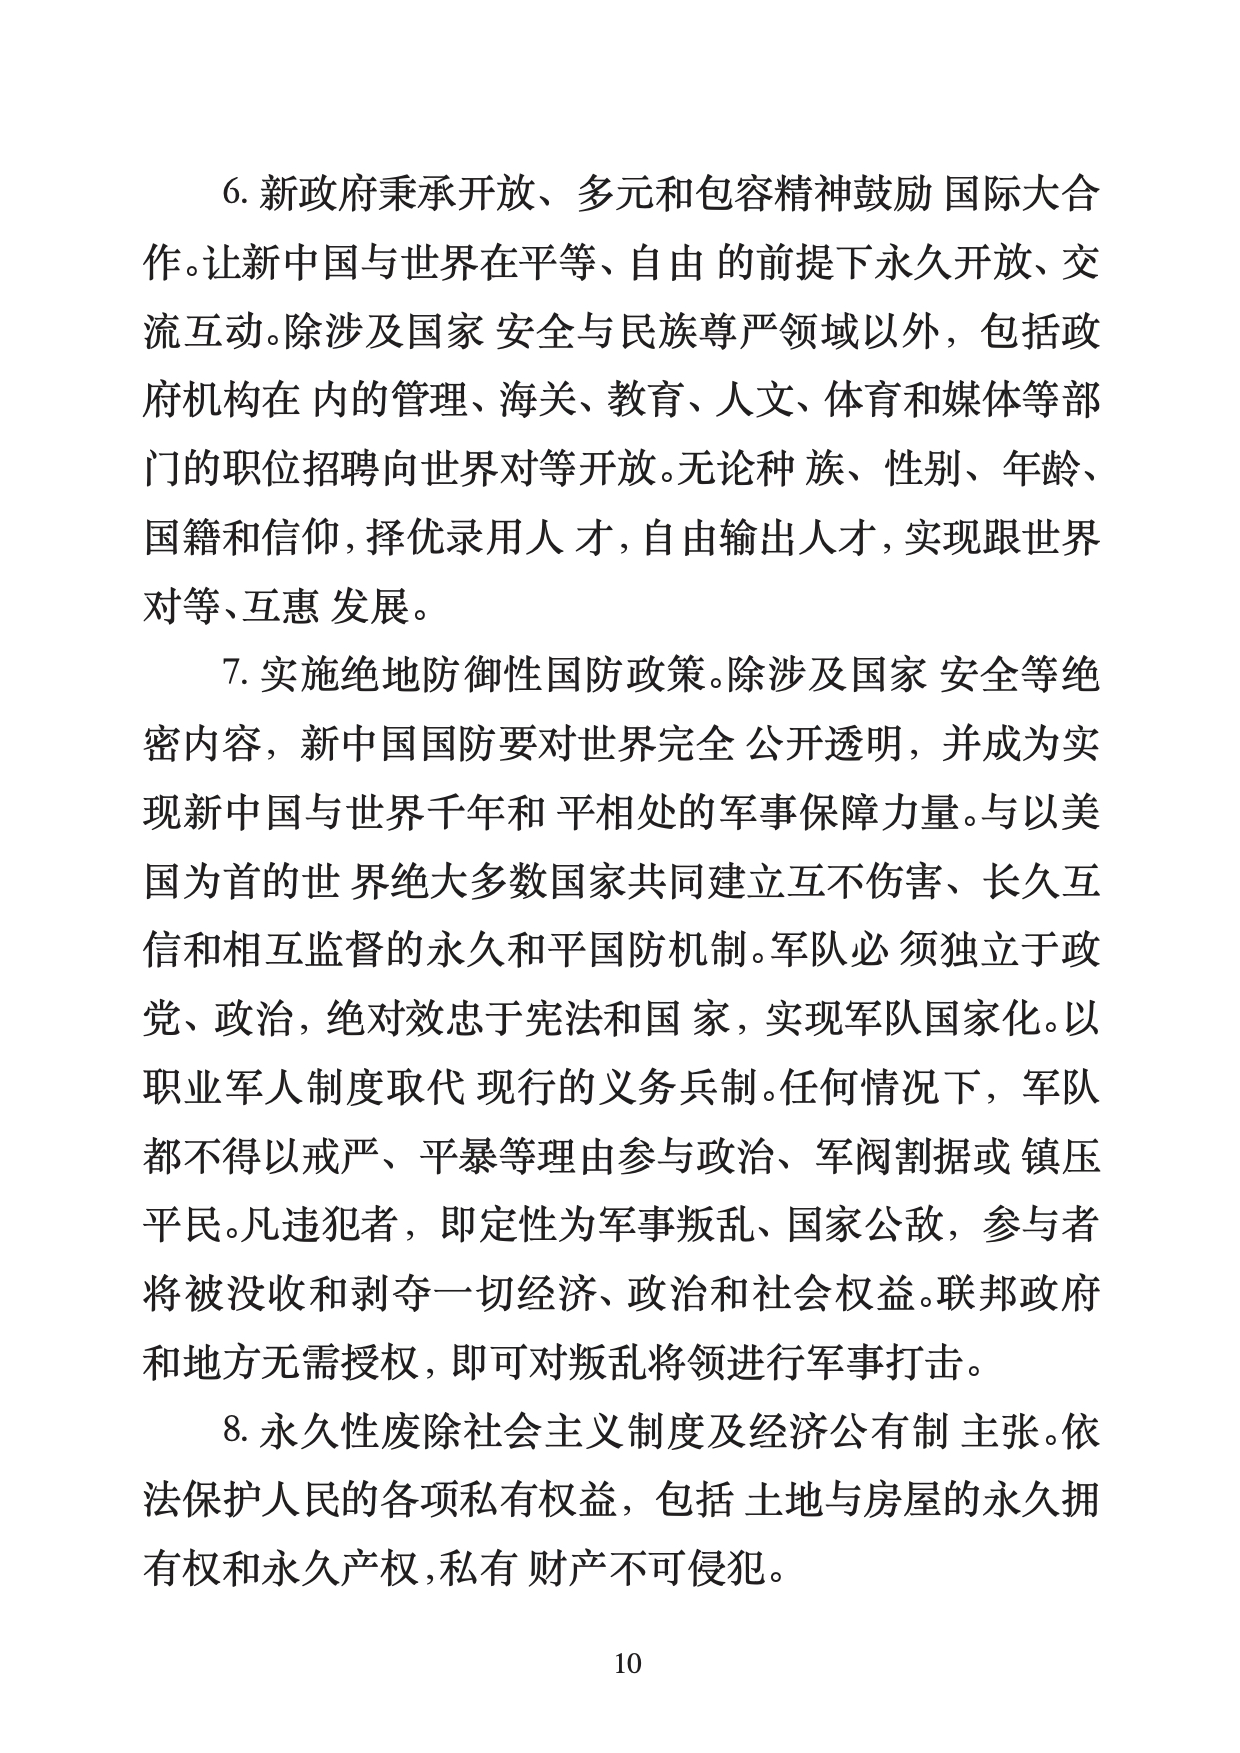 6. 新政府秉承开放、多元和包容精神鼓励 国际大合
作。让新中国与世界在平等、自由 的前提下永久开放、交
流互动。除涉及国家 安全与民族尊严领域以外，包括政
府机构在 内的管理、海关、教育、人文、体育和媒体等部
门的职位招聘向世界对等开放。无论种 族、性别、年龄、
国籍和信仰，择优录用人 才，自由输出人才，实现跟世界
对等、互惠 发展。
7. 实施绝地防御性国防政策。除涉及国家 安全等绝
密内容，新中国国防要对世界完全 公开透明，并成为实
现新中国与世界千年和 平相处的军事保障力量。与以美
国为首的世 界绝大多数国家共同建立互不伤害、长久互
信和相互监督的永久和平国防机制。军队必 须独立于政
党、政治，绝对效忠于宪法和国 家，实现军队国家化。以
职业军人制度取代 现行的义务兵制。任何情况下，军队
都不得以戒严、平暴等理由参与政治、军阀割据或 镇压
平民。凡违犯者，即定性为军事叛乱、国家公敌，参与者
将被没收和剥夺一切经济、政治和社会权益。联邦政府
和地方无需授权，即可对叛乱将领进行军事打击。
8. 永久性废除社会主义制度及经济公有制 主张。依
法保护人民的各项私有权益，包括 土地与房屋的永久拥
有权和永久产权，私有 财产不可侵犯。
10